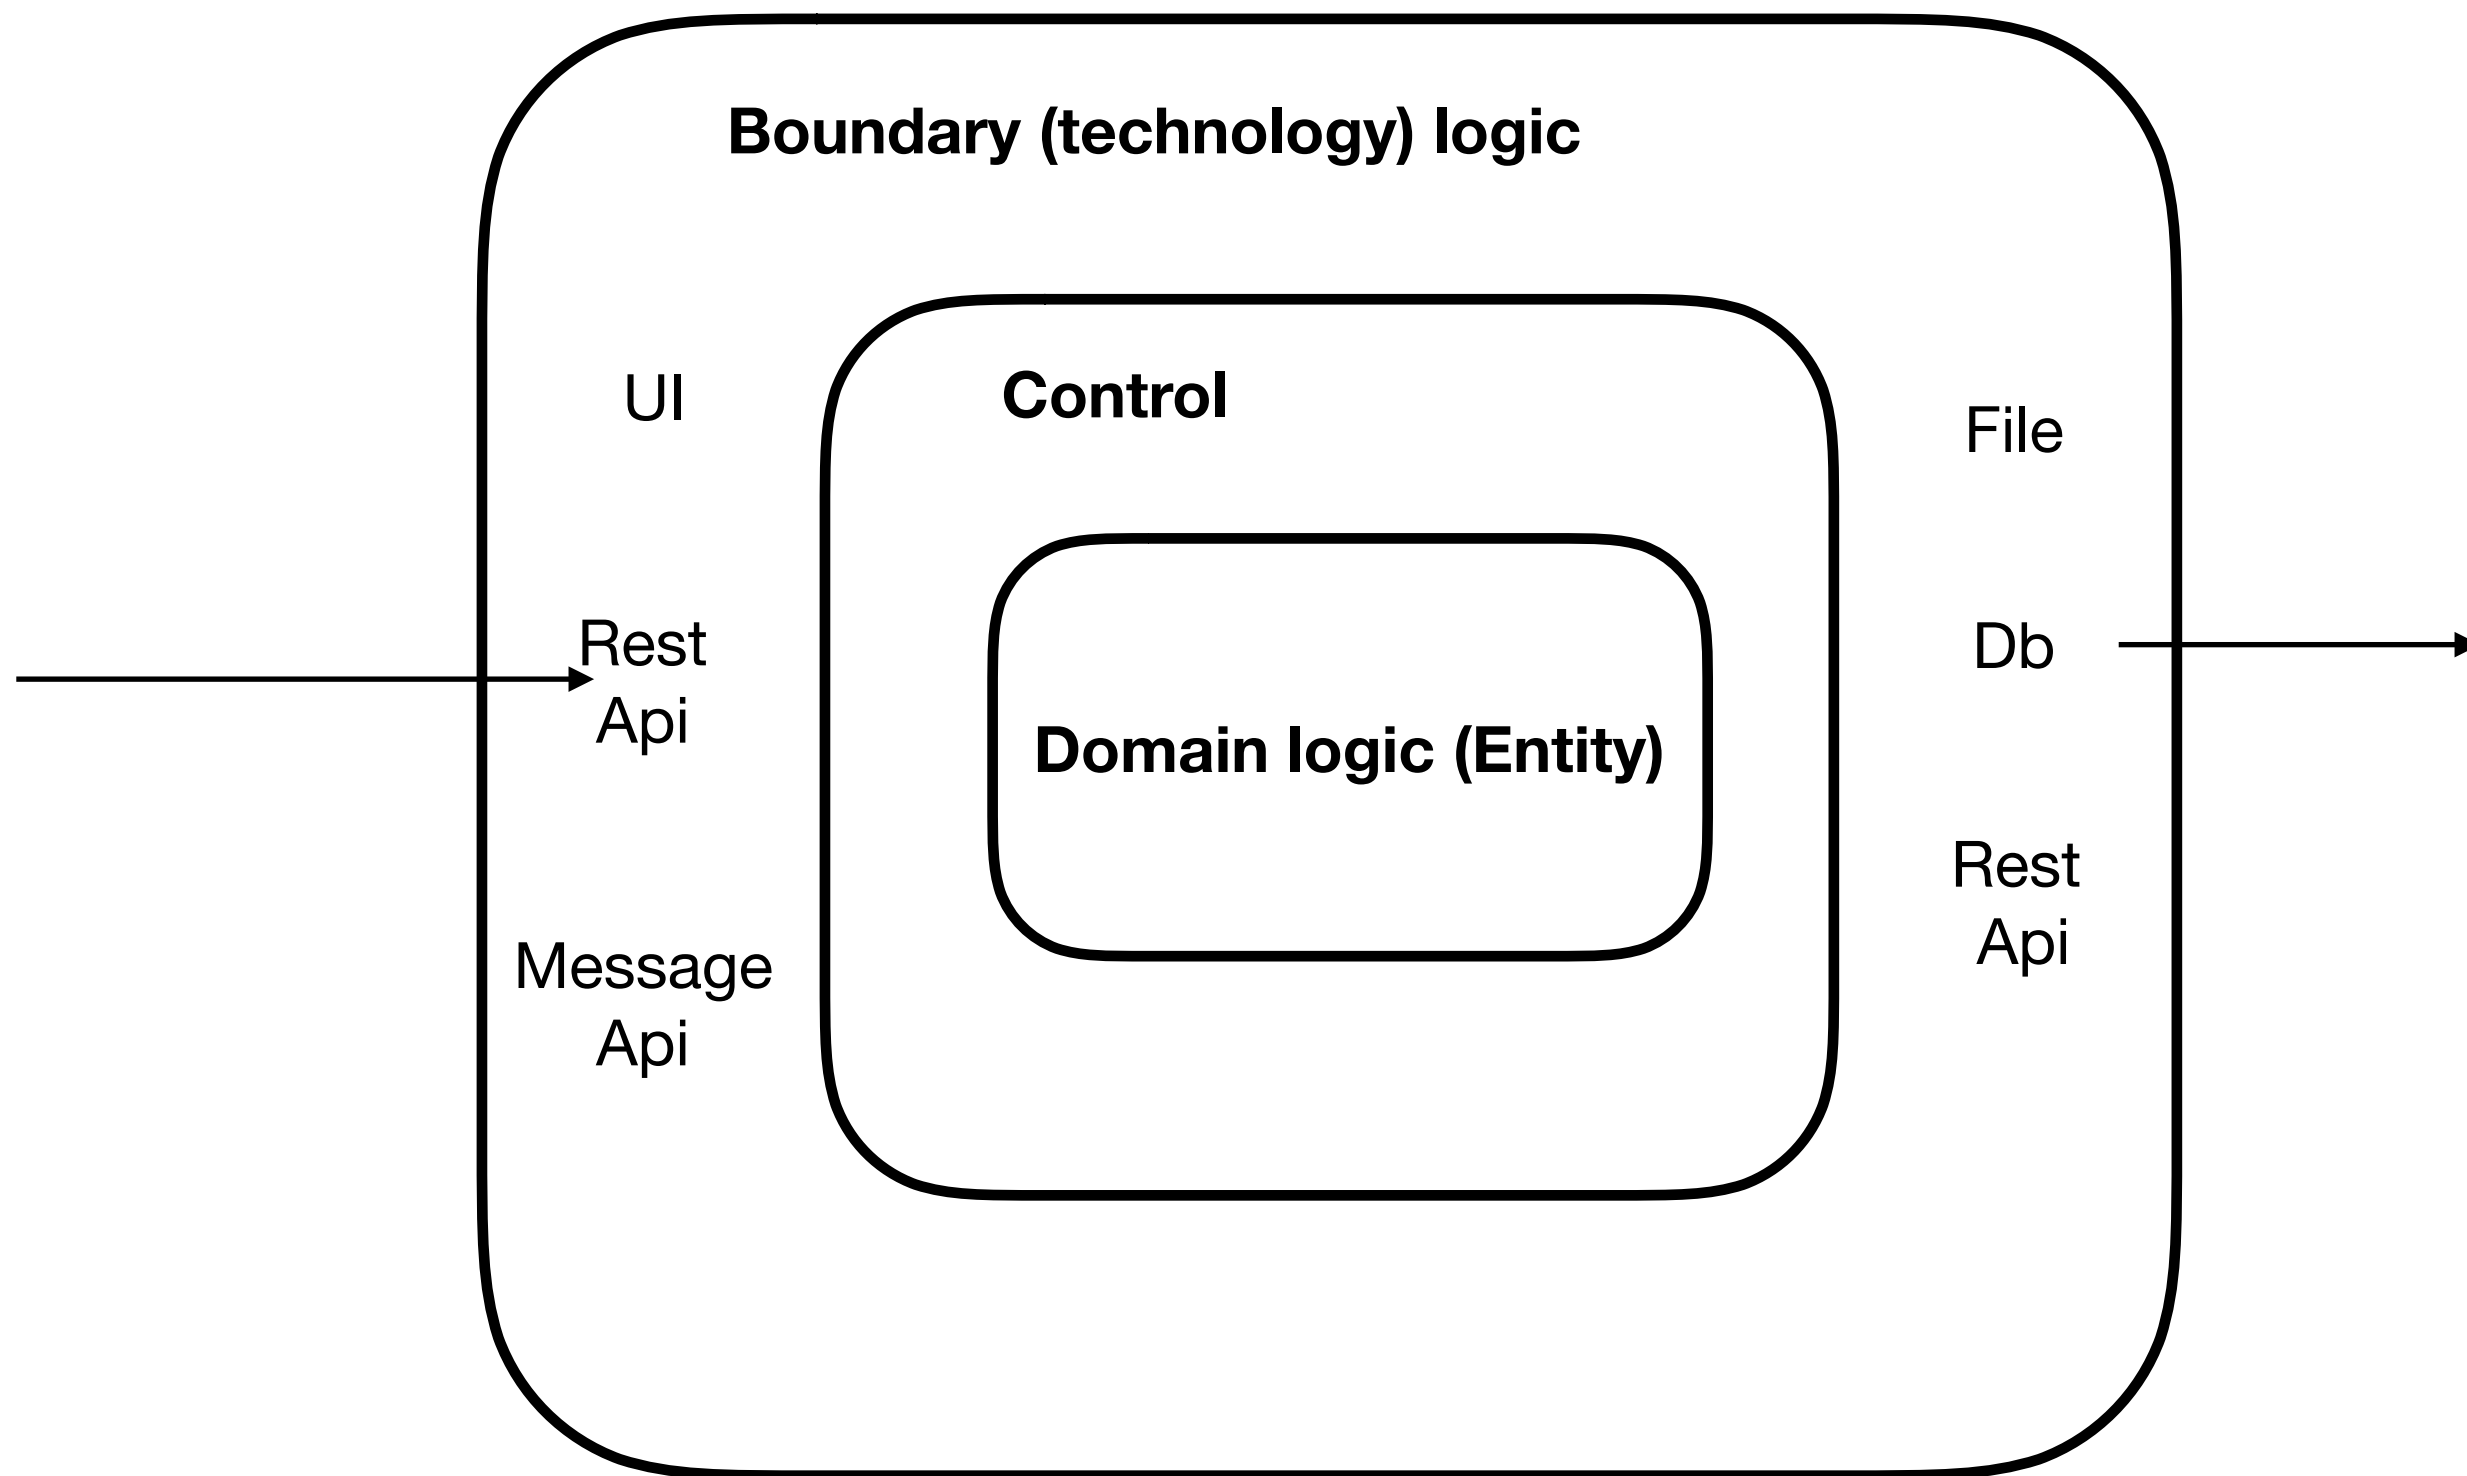 Boundary (technology) logic
UI
Control
File
Rest
Api
Db
Domain logic (Entity)
Message
Api
Rest
Api